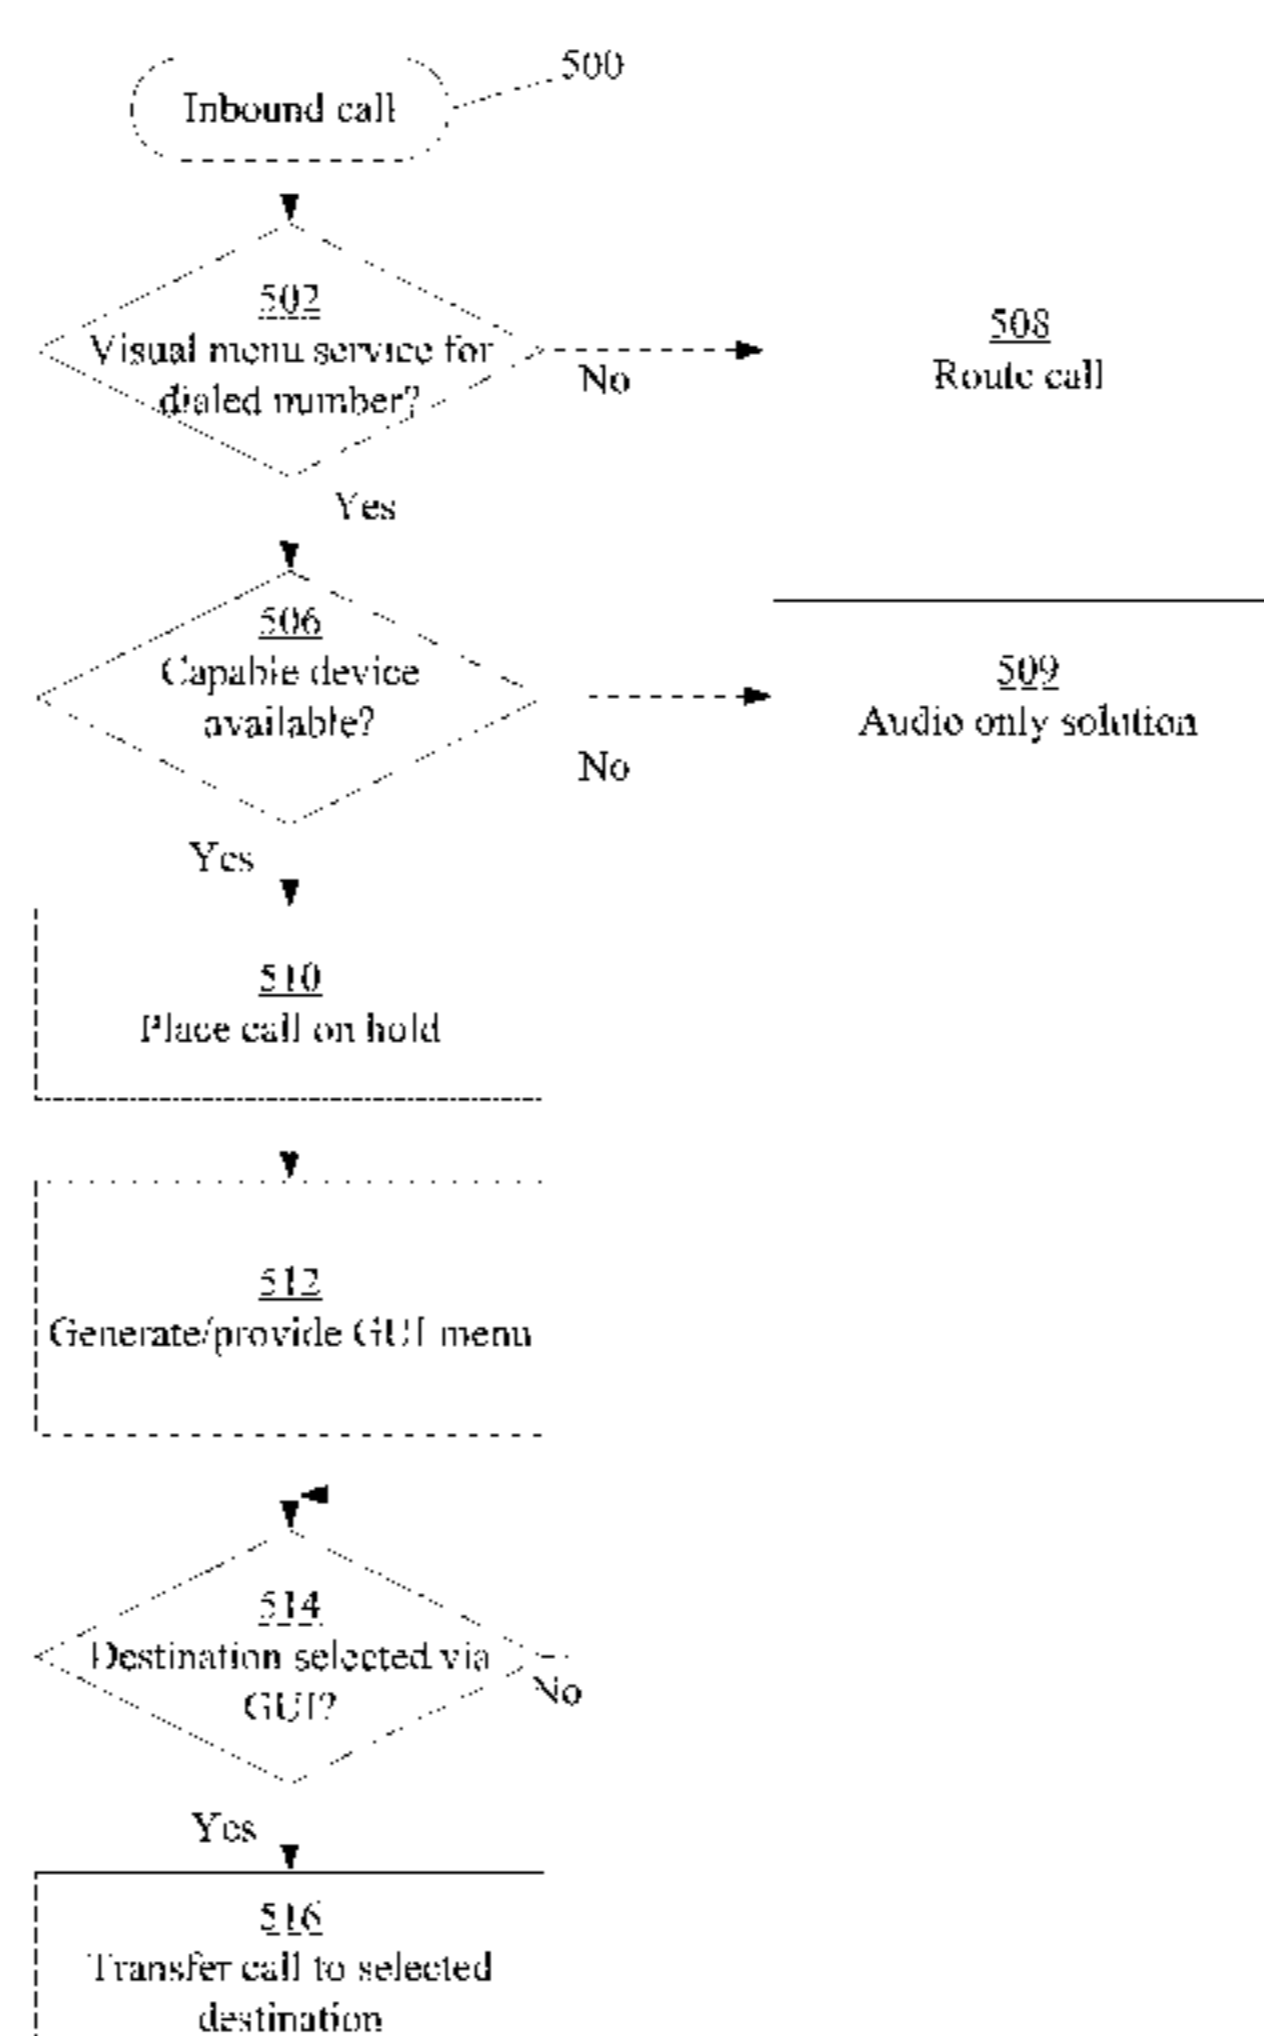 500
Inbound call
502
Visual menu service for
dialed number?
No
508
Route call
Yes
506
Capable device
available?
No
509
Audio only solution
Yes
510
Place call on hold
512
Generate/provide GUI menu
514
Destination selected via
GUI?
No
Yes
516
Transfer call to selected
destination